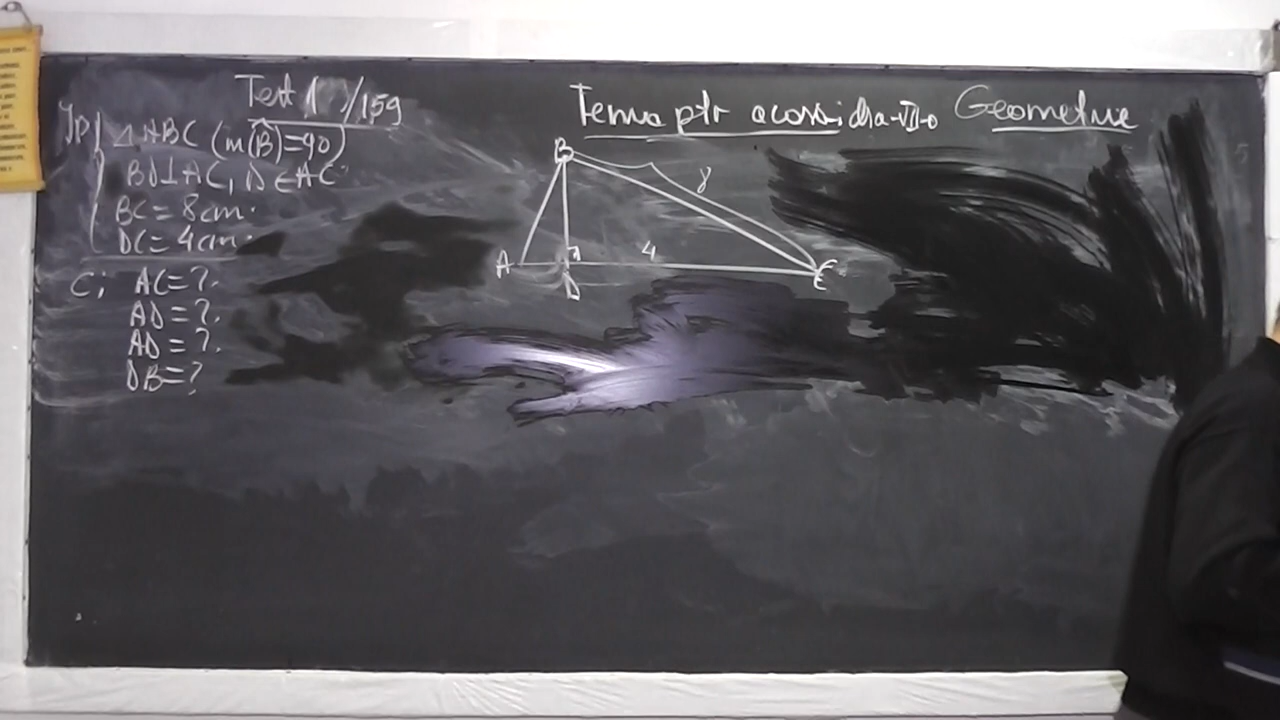 Test 1 /159
Tema ptr acasă cls a-VII-a Geometrie
Ip △ABC (m(B̂)=90)
BD⊥AC, D∈AC
BC = 8cm.
DC = 4cm.
C; AC=?.
AD=?.
AD=?.
DB=?
B
8
A
4
C
D